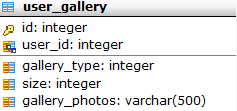 user_gallery
id: integer
user_id: integer
gallery_type: integer
size: integer
gallery_photos: varchar(500)